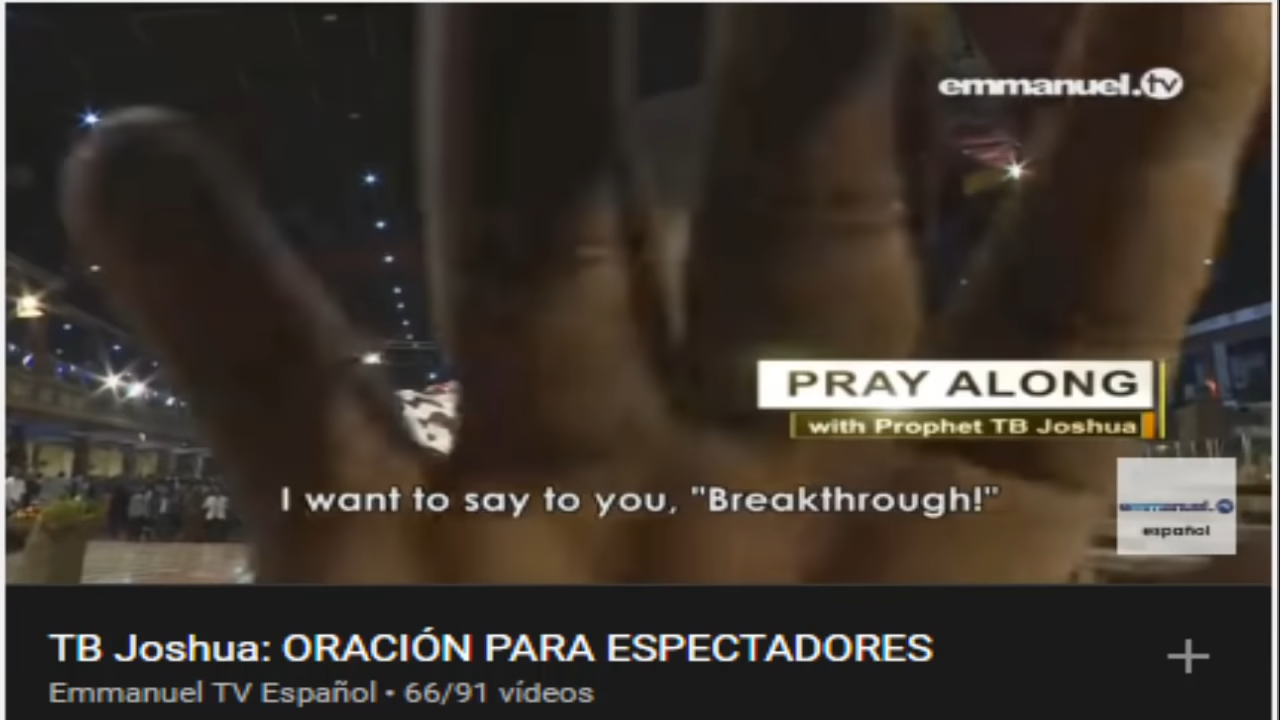 emmanuel.tv
PRAY ALONG
with Prophet TB Joshua
I want to say to you, "Breakthrough!"
emmanuel.tv
español
TB Joshua: ORACIÓN PARA ESPECTADORES
Emmanuel TV Español • 66/91 vídeos